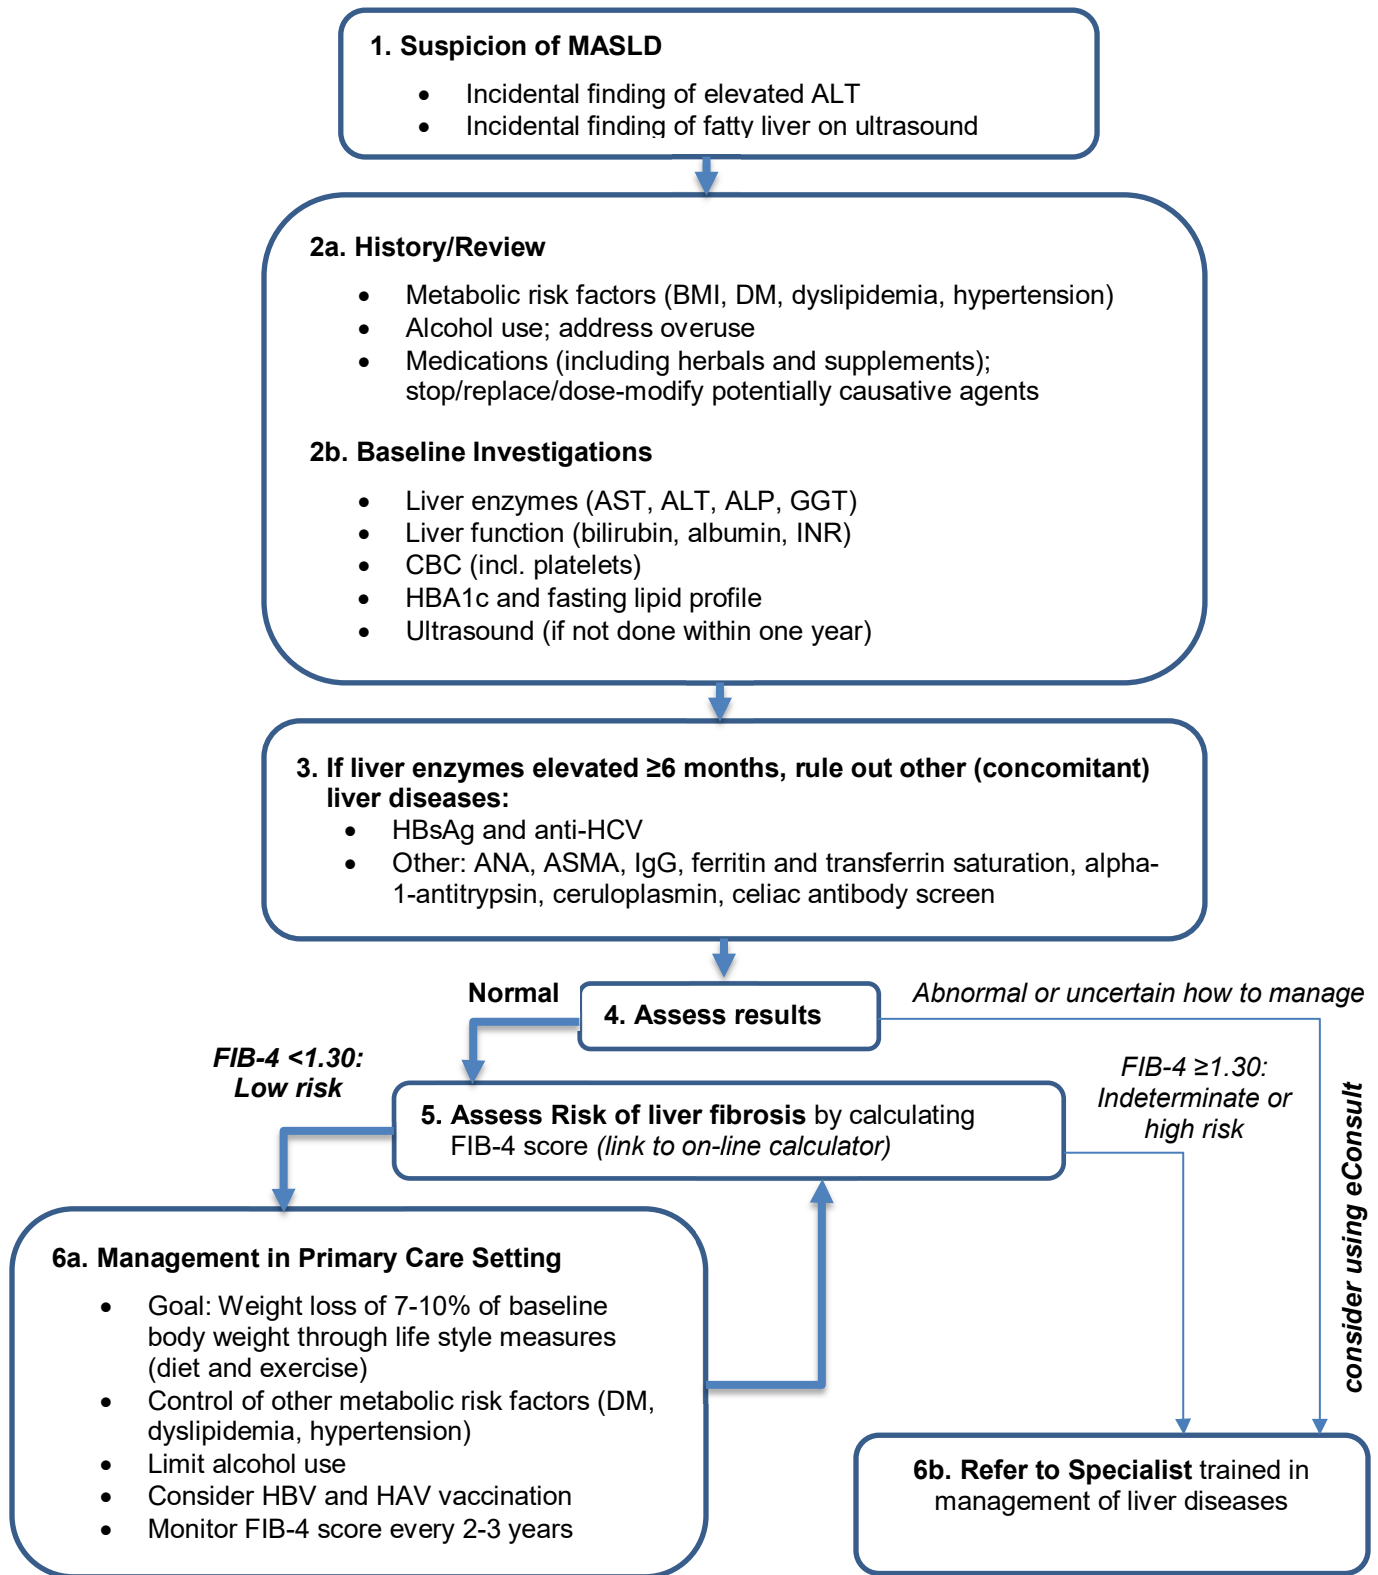 1. Suspicion of MASLD
• Incidental finding of elevated ALT
• Incidental finding of fatty liver on ultrasound
2a. History/Review
• Metabolic risk factors (BMI, DM, dyslipidemia, hypertension)
• Alcohol use; address overuse
• Medications (including herbals and supplements);
stop/replace/dose-modify potentially causative agents
2b. Baseline Investigations
• Liver enzymes (AST, ALT, ALP, GGT)
• Liver function (bilirubin, albumin, INR)
• CBC (incl. platelets)
• HBA1c and fasting lipid profile
• Ultrasound (if not done within one year)
3. If liver enzymes elevated ≥6 months, rule out other (concomitant)
liver diseases:
• HBsAg and anti-HCV
• Other: ANA, ASMA, IgG, ferritin and transferrin saturation, alpha-
1-antitrypsin, ceruloplasmin, celiac antibody screen
Normal
4. Assess results
Abnormal or uncertain how to manage
FIB-4 <1.30:
Low risk
5. Assess Risk of liver fibrosis by calculating
FIB-4 score (link to on-line calculator)
FIB-4 ≥1.30:
Indeterminate or
high risk
consider using eConsult
6a. Management in Primary Care Setting
• Goal: Weight loss of 7-10% of baseline
body weight through life style measures
(diet and exercise)
• Control of other metabolic risk factors (DM,
dyslipidemia, hypertension)
• Limit alcohol use
• Consider HBV and HAV vaccination
• Monitor FIB-4 score every 2-3 years
6b. Refer to Specialist trained in
management of liver diseases